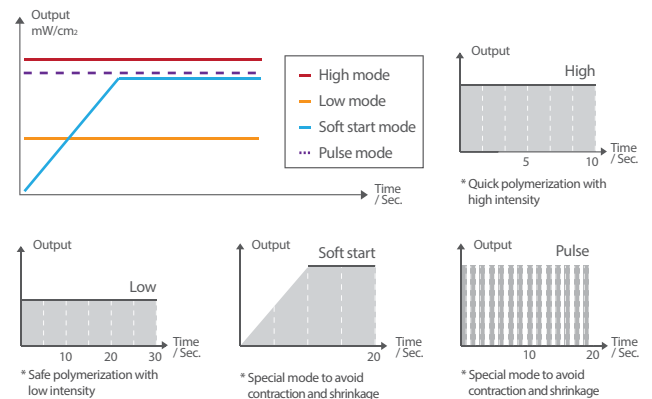 Output
mW/cm2
High mode
Low mode
Soft start mode
Pulse mode
Time
/ Sec.
Output
High
5
10
Time
/ Sec.
* Quick polymerization with
high intensity
Output
Low
10
20
30
Time
/ Sec.
* Safe polymerization with
low intensity
Output
Soft start
20
Time
/ Sec.
* Special mode to avoid
contraction and shrinkage
Output
Pulse
10
20
Time
/ Sec.
* Special mode to avoid
contraction and shrinkage